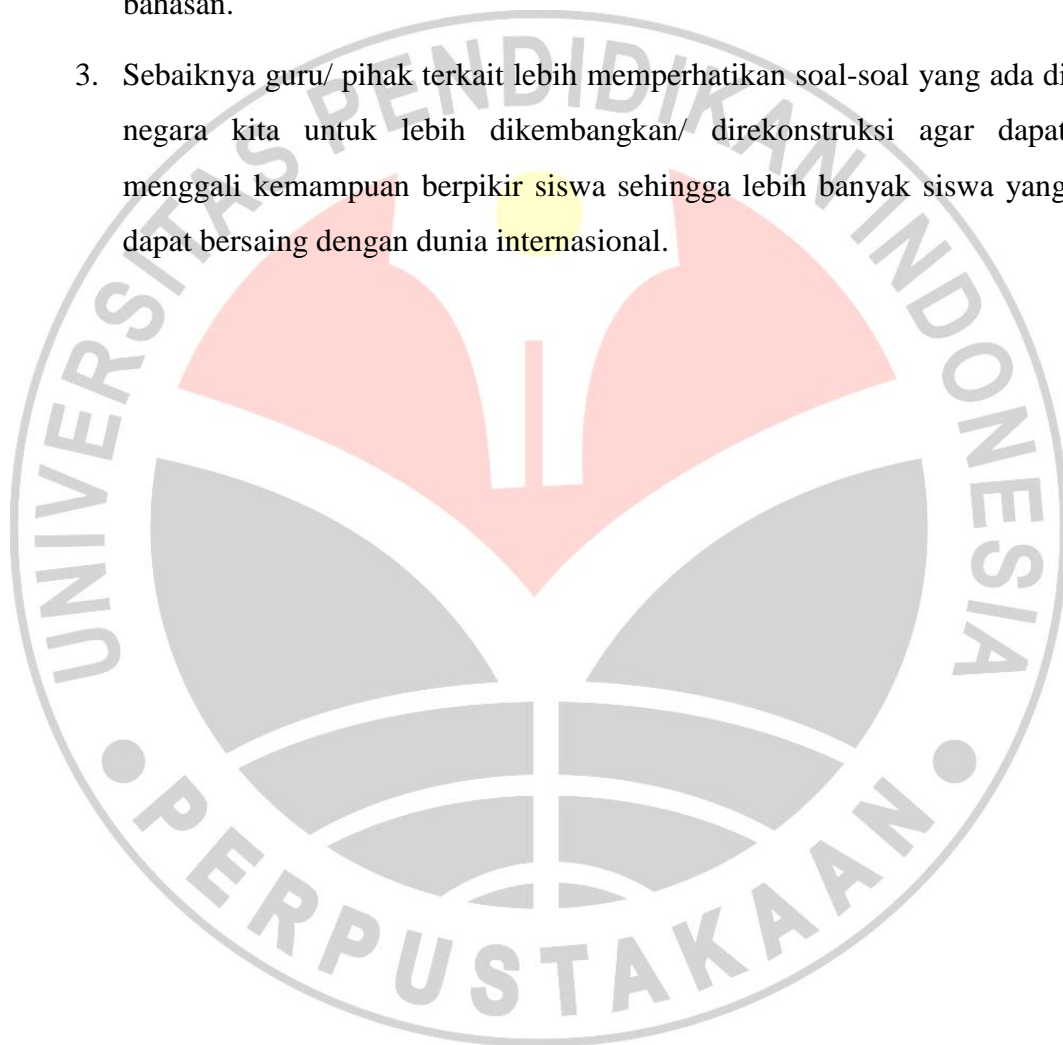 bahasan.
3. Sebaiknya guru/ pihak terkait lebih memperhatikan soal-soal yang ada di
negara kita untuk lebih dikembangkan/ direkonstruksi agar dapat
menggali kemampuan berpikir siswa sehingga lebih banyak siswa yang
dapat bersaing dengan dunia internasional.
UNIVERSITAS PENDIDIKAN INDONESIA
PERPUSTAKAAN